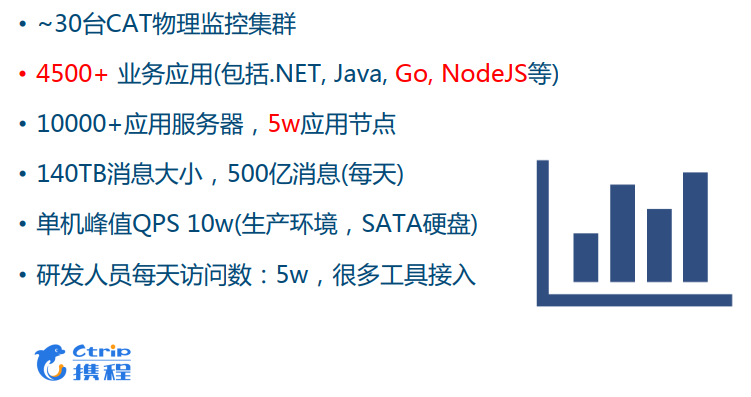 • ~30台CAT物理监控集群
• 4500+ 业务应用(包括.NET, Java, Go, NodeJS等)
• 10000+应用服务器，5w应用节点
• 140TB消息大小，500亿消息(每天)
• 单机峰值QPS 10w(生产环境，SATA硬盘)
• 研发人员每天访问数：5w，很多工具接入
Ctrip
携程